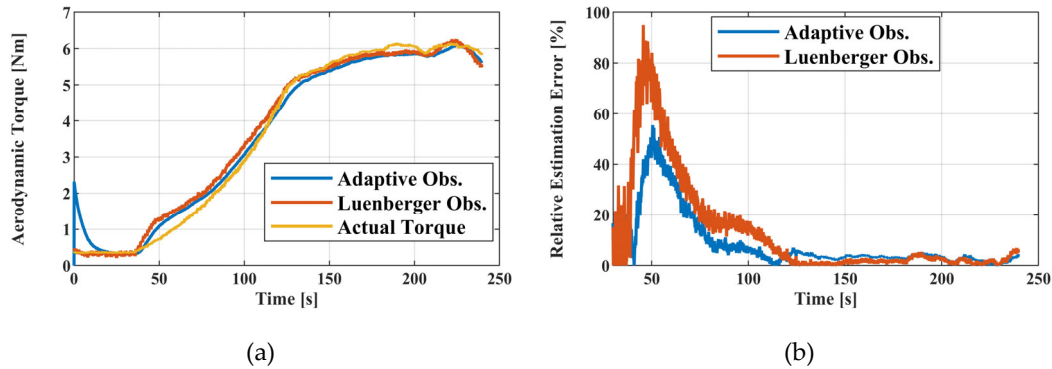 Aerodynamic Torque [Nm]
7
6
5
4
3
2
1
0
Adaptive Obs.
Luenberger Obs.
Actual Torque
0 50 100 150 200 250
Time [s]
(a)
Relative Estimation Error [%]
100
80
60
40
20
0
Adaptive Obs.
Luenberger Obs.
50 100 150 200 250
Time [s]
(b)